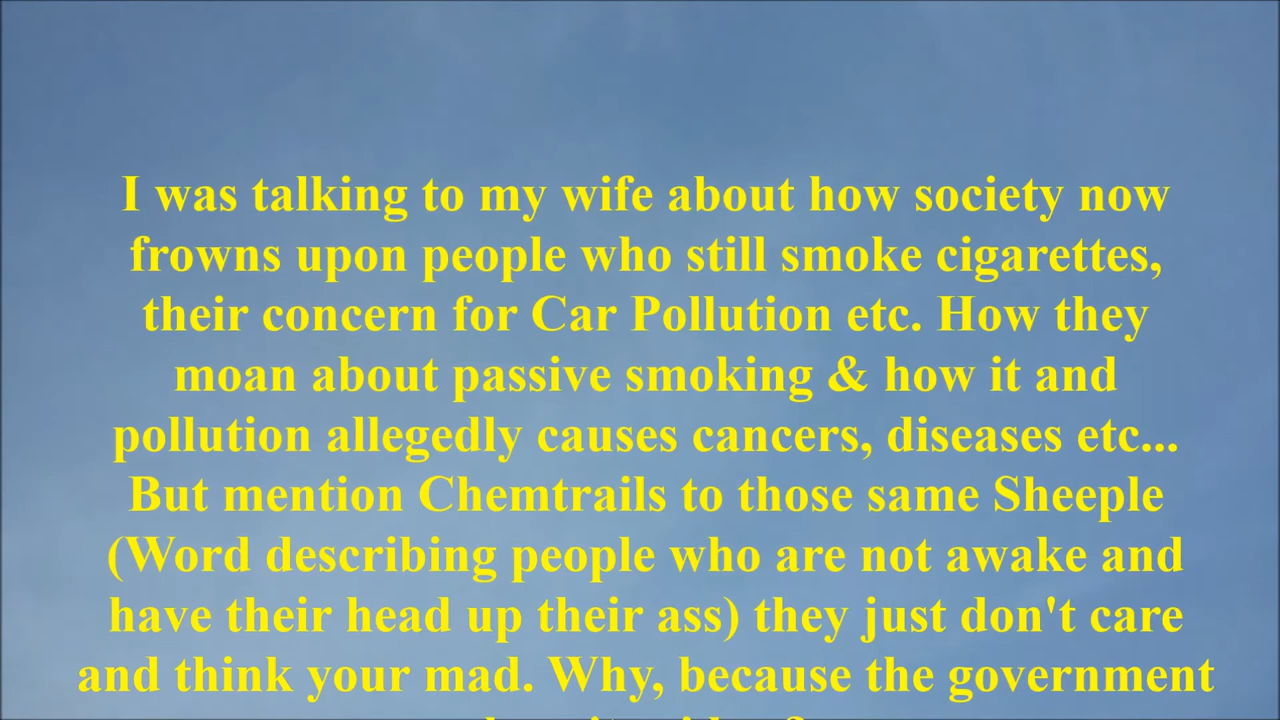 I was talking to my wife about how society now
frowns upon people who still smoke cigarettes,
their concern for Car Pollution etc. How they
moan about passive smoking & how it and
pollution allegedly causes cancers, diseases etc...
But mention Chemtrails to those same Sheeple
(Word describing people who are not awake and
have their head up their ass) they just don't care
and think your mad. Why, because the government